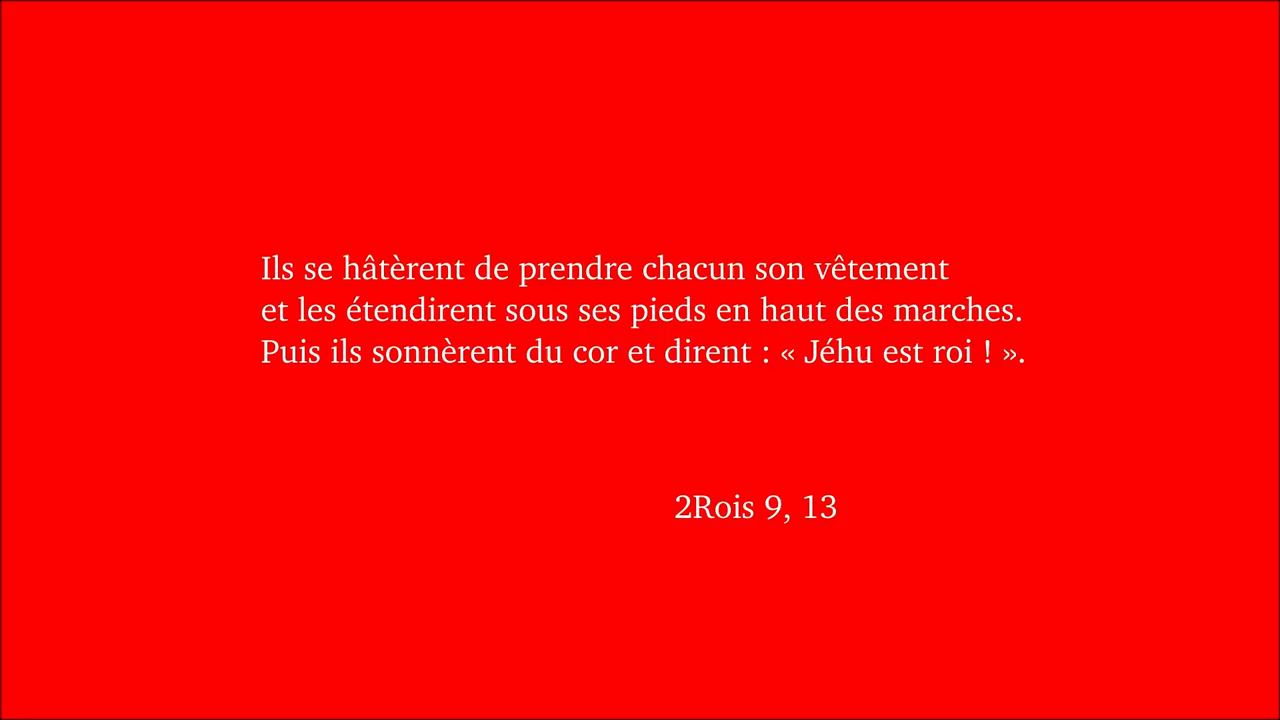 Ils se hâtèrent de prendre chacun son vêtement
et les étendirent sous ses pieds en haut des marches.
Puis ils sonnèrent du cor et dirent : « Jéhu est roi ! ».
2Rois 9, 13